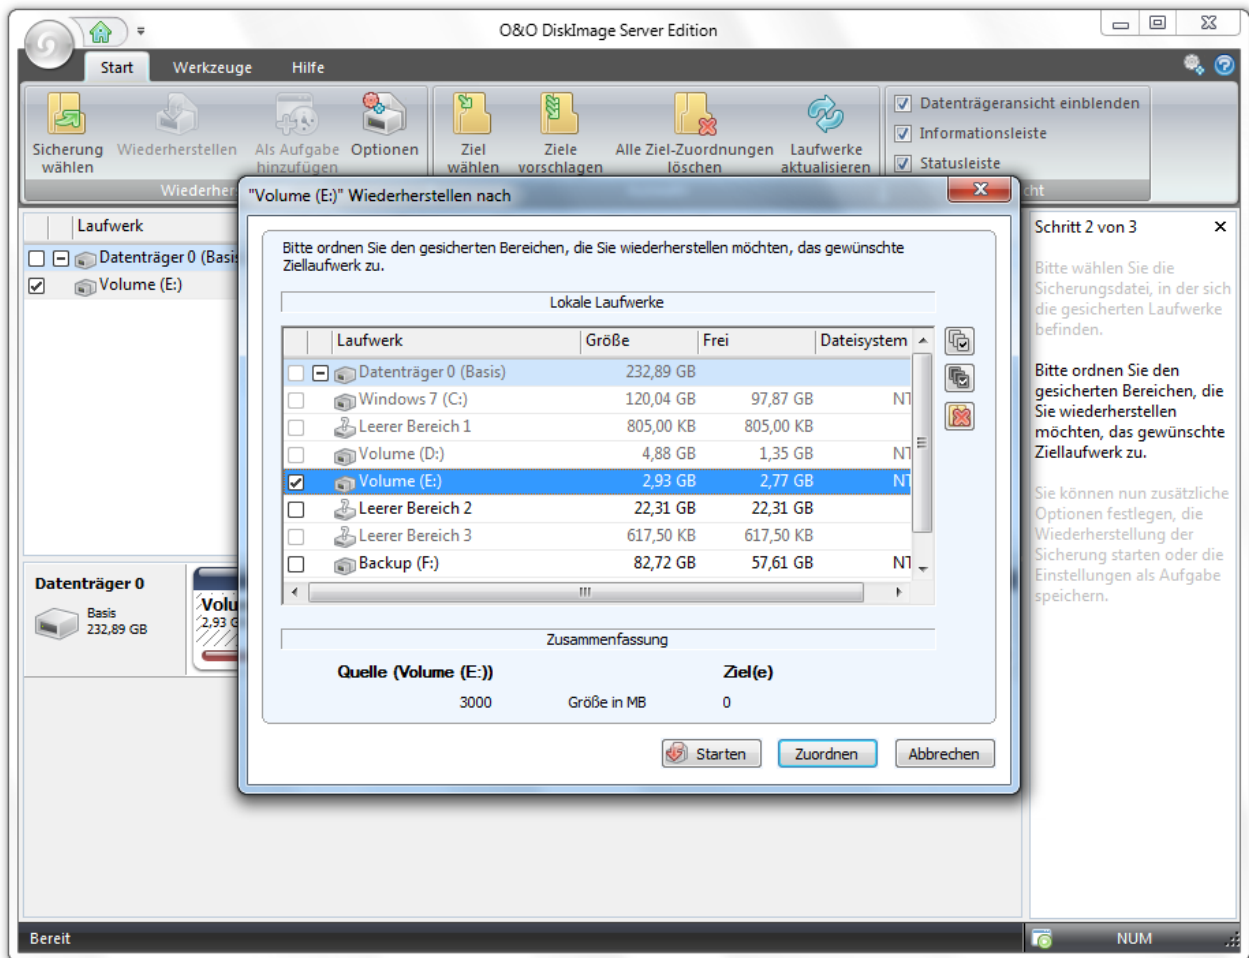 O&O DiskImage Server Edition
Start Werkzeuge Hilfe
Sicherung wählen
Wiederherstellen
Als Aufgabe hinzufügen
Optionen
Ziel wählen
Ziele vorschlagen
Alle Ziel-Zuordnungen löschen
Laufwerke aktualisieren
Datenträgeransicht einblenden
Informationsleiste
Statusleiste
Laufwerk
Datenträger 0 (Basis
Volume (E:)
"Volume (E:)" Wiederherstellen nach
Bitte ordnen Sie den gesicherten Bereichen, die Sie wiederherstellen möchten, das gewünschte
Ziellaufwerk zu.
Lokale Laufwerke
Laufwerk Größe Frei Dateisystem
Datenträger 0 (Basis) 232,89 GB
Windows 7 (C:) 120,04 GB 97,87 GB NT
Leerer Bereich 1 805,00 KB 805,00 KB
Volume (D:) 4,88 GB 1,35 GB NT
Volume (E:) 2,93 GB 2,77 GB NT
Leerer Bereich 2 22,31 GB 22,31 GB
Leerer Bereich 3 617,50 KB 617,50 KB
Backup (F:) 82,72 GB 57,61 GB NT
Zusammenfassung
Quelle (Volume (E:)) Ziel(e)
3000 Größe in MB 0
Starten Zuordnen Abbrechen
Datenträger 0
Basis
232,89 GB
Volu
2,93 G
Schritt 2 von 3
Bitte wählen Sie die
Sicherungsdatei, in der sich
die gesicherten Laufwerke
befinden.
Bitte ordnen Sie den
gesicherten Bereichen, die
Sie wiederherstellen
möchten, das gewünschte
Ziellaufwerk zu.
Sie können nun zusätzliche
Optionen festlegen, die
Wiederherstellung der
Sicherung starten oder die
Einstellungen als Aufgabe
speichern.
Bereit NUM